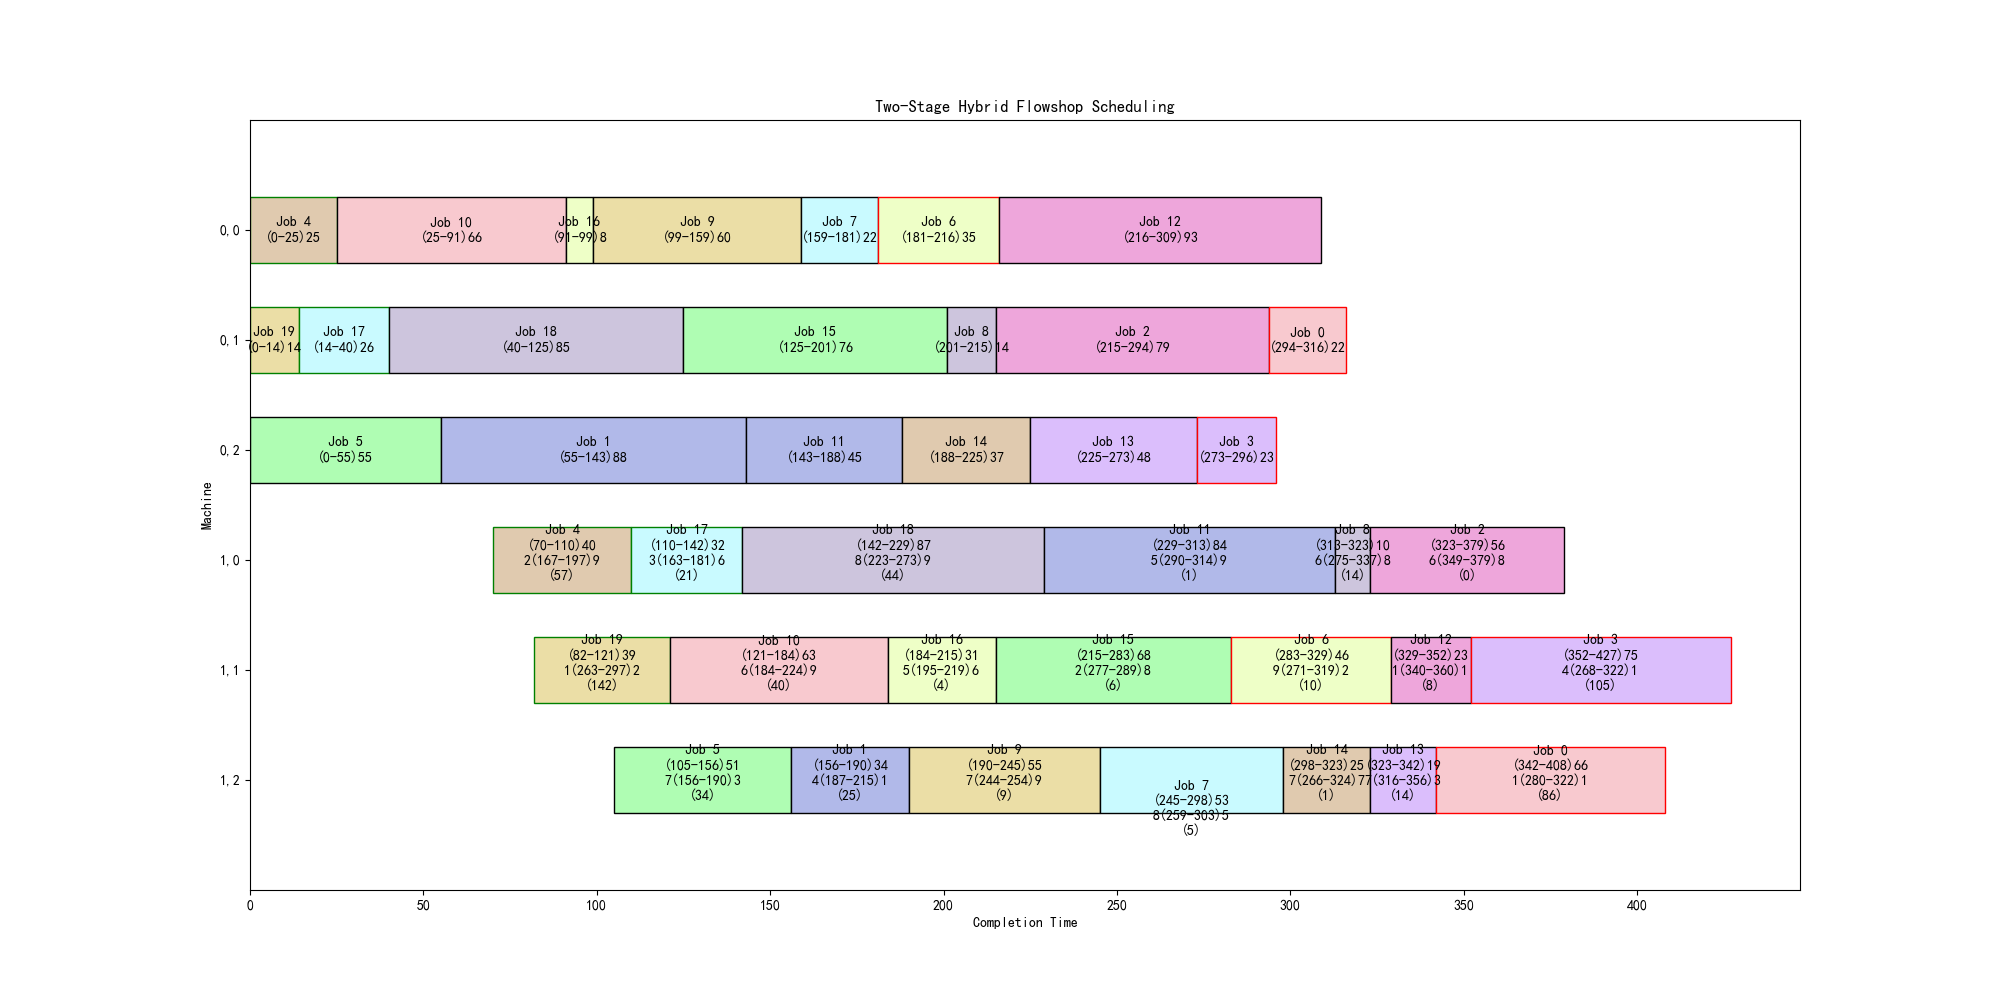 Two-Stage Hybrid Flowshop Scheduling
0,0
Job 4
(0-25)25
Job 10
(25-91)66
Job 16
(91-99)8
Job 9
(99-159)60
Job 7
(159-181)22
Job 6
(181-216)35
Job 12
(216-309)93
0,1
Job 19
(0-14)14
Job 17
(14-40)26
Job 18
(40-125)85
Job 15
(125-201)76
Job 8
(201-215)14
Job 2
(215-294)79
Job 0
(294-316)22
0,2
Job 5
(0-55)55
Job 1
(55-143)88
Job 11
(143-188)45
Job 14
(188-225)37
Job 13
(225-273)48
Job 3
(273-296)23
Machine
1,0
Job 4
(70-110)40
2(167-197)9
(57)
Job 17
(110-142)32
3(163-181)6
(21)
Job 18
(142-229)87
8(223-273)9
(44)
Job 11
(229-313)84
5(290-314)9
(1)
Job 8
(313-323)10
6(275-337)8
(14)
Job 2
(323-379)56
6(349-379)8
(0)
1,1
Job 19
(82-121)39
1(263-297)2
(142)
Job 10
(121-184)63
6(184-224)9
(40)
Job 16
(184-215)31
5(195-219)6
(4)
Job 15
(215-283)68
2(277-289)8
(6)
Job 6
(283-329)46
9(271-319)2
(10)
Job 12
(329-352)23
1(340-360)1
(8)
Job 3
(352-427)75
4(268-322)1
(105)
1,2
Job 5
(105-156)51
7(156-190)3
(34)
Job 1
(156-190)34
4(187-215)1
(25)
Job 9
(190-245)55
7(244-254)9
(9)
Job 7
(245-298)53
8(259-303)5
(5)
Job 14
(298-323)25
7(266-324)7
(1)
Job 13
(323-342)19
7(316-356)3
(14)
Job 0
(342-408)66
1(280-322)1
(86)
0
50
100
150
200
250
300
350
400
Completion Time